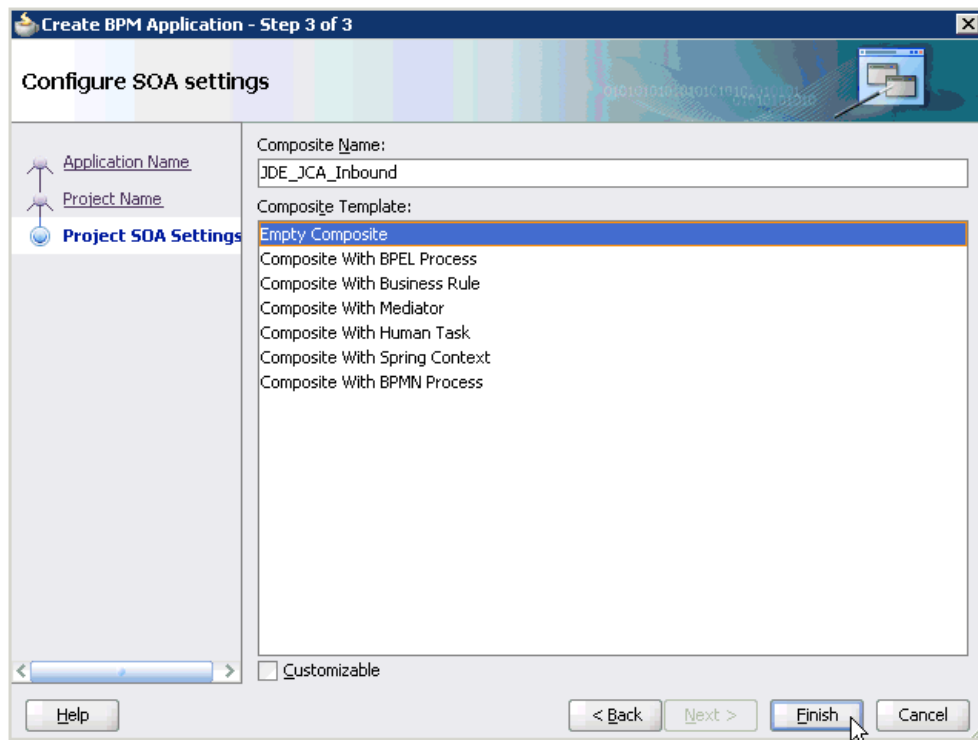 Create BPM Application - Step 3 of 3
Configure SOA settings
Application Name
Project Name
Project SOA Settings
Composite Name:
JDE_JCA_Inbound
Composite Template:
Empty Composite
Composite With BPEL Process
Composite With Business Rule
Composite With Mediator
Composite With Human Task
Composite With Spring Context
Composite With BPMN Process
Customizable
Help
< Back
Next >
Finish
Cancel